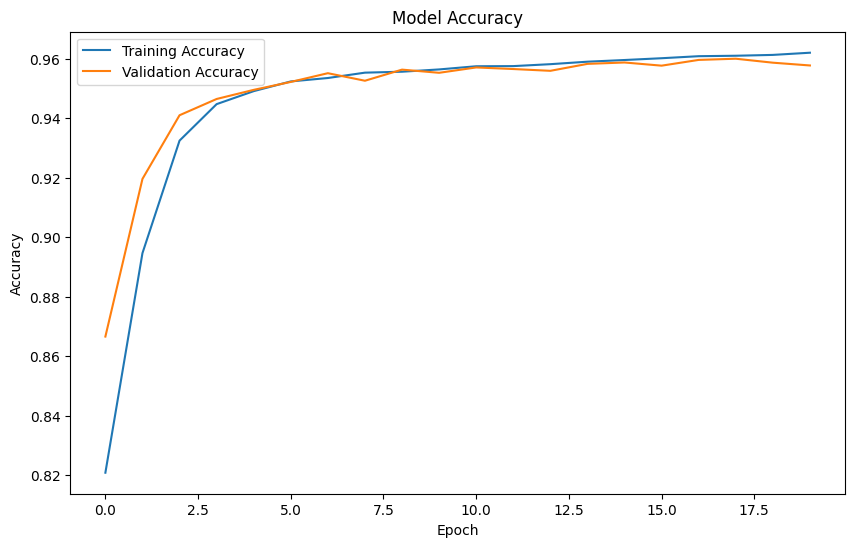 Model Accuracy
Training Accuracy
Validation Accuracy
Accuracy
0.96
0.94
0.92
0.90
0.88
0.86
0.84
0.82
0.0 2.5 5.0 7.5 10.0 12.5 15.0 17.5
Epoch